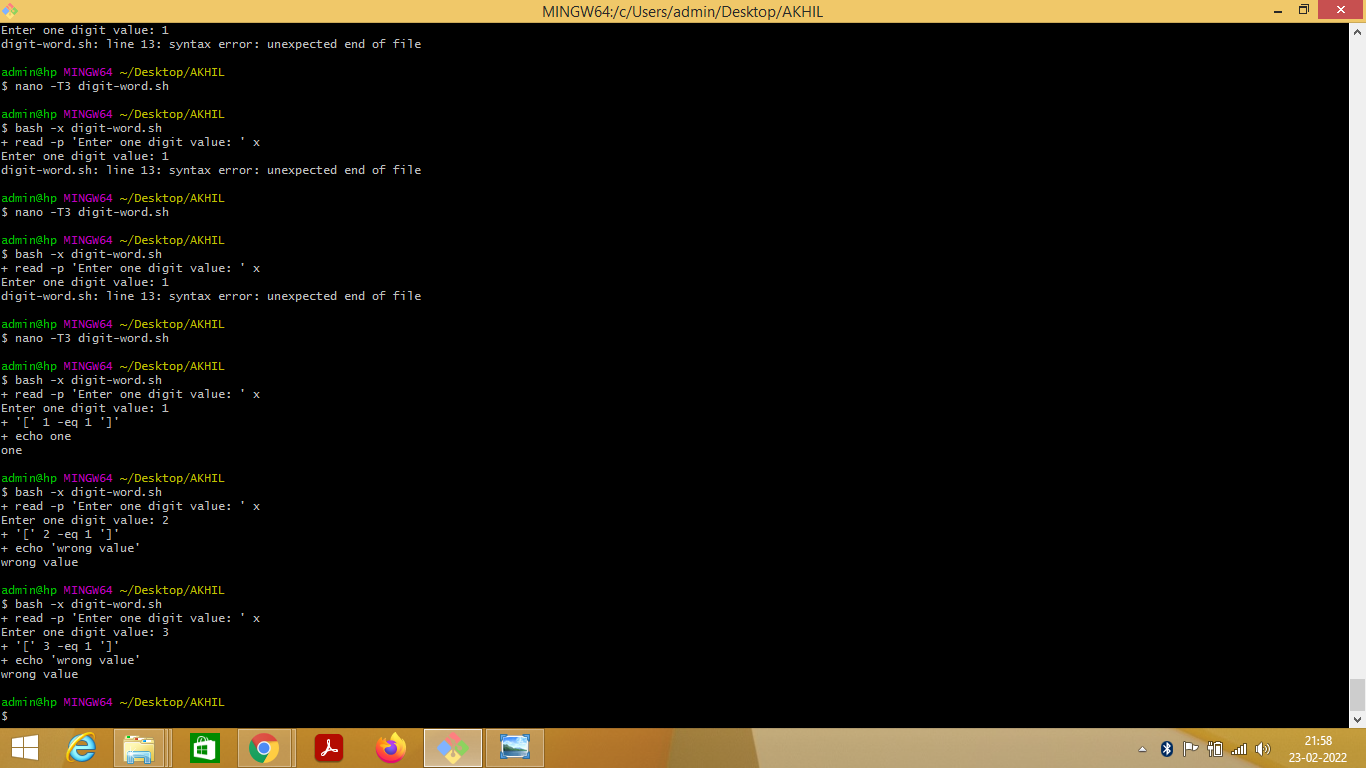 MINGW64:/c/Users/admin/Desktop/AKHIL
Enter one digit value: 1
digit-word.sh: line 13: syntax error: unexpected end of file
admin@hp MINGW64 ~/Desktop/AKHIL
$ nano -T3 digit-word.sh
admin@hp MINGW64 ~/Desktop/AKHIL
$ bash -x digit-word.sh
+ read -p 'Enter one digit value: ' x
Enter one digit value: 1
digit-word.sh: line 13: syntax error: unexpected end of file
admin@hp MINGW64 ~/Desktop/AKHIL
$ nano -T3 digit-word.sh
admin@hp MINGW64 ~/Desktop/AKHIL
$ bash -x digit-word.sh
+ read -p 'Enter one digit value: ' x
Enter one digit value: 1
digit-word.sh: line 13: syntax error: unexpected end of file
admin@hp MINGW64 ~/Desktop/AKHIL
$ nano -T3 digit-word.sh
admin@hp MINGW64 ~/Desktop/AKHIL
$ bash -x digit-word.sh
+ read -p 'Enter one digit value: ' x
Enter one digit value: 1
+ '[' 1 -eq 1 ']'
+ echo one
one
admin@hp MINGW64 ~/Desktop/AKHIL
$ bash -x digit-word.sh
+ read -p 'Enter one digit value: ' x
Enter one digit value: 2
+ '[' 2 -eq 1 ']'
+ echo 'wrong value'
wrong value
admin@hp MINGW64 ~/Desktop/AKHIL
$ bash -x digit-word.sh
+ read -p 'Enter one digit value: ' x
Enter one digit value: 3
+ '[' 3 -eq 1 ']'
+ echo 'wrong value'
wrong value
admin@hp MINGW64 ~/Desktop/AKHIL
$
21:58
23-02-2022